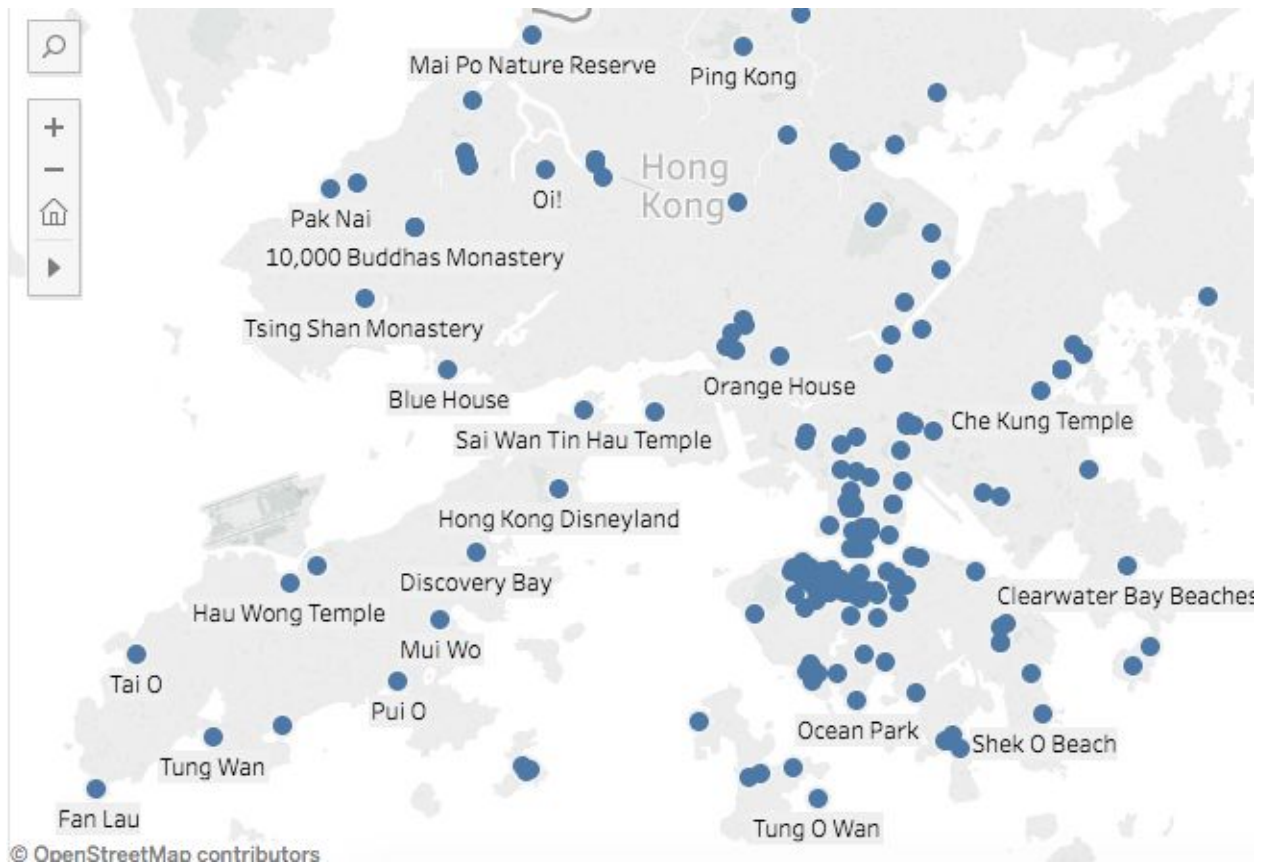 Mai Po Nature Reserve
Ping Kong
Hong
Kong
Oi!
Pak Nai
10,000 Buddhas Monastery
Tsing Shan Monastery
Orange House
Blue House
Che Kung Temple
Sai Wan Tin Hau Temple
Hong Kong Disneyland
Discovery Bay
Clearwater Bay Beaches
Hau Wong Temple
Mui Wo
Tai O
Pui O
Ocean Park
Shek O Beach
Tung Wan
Fan Lau
Tung O Wan
© OpenStreetMap contributors